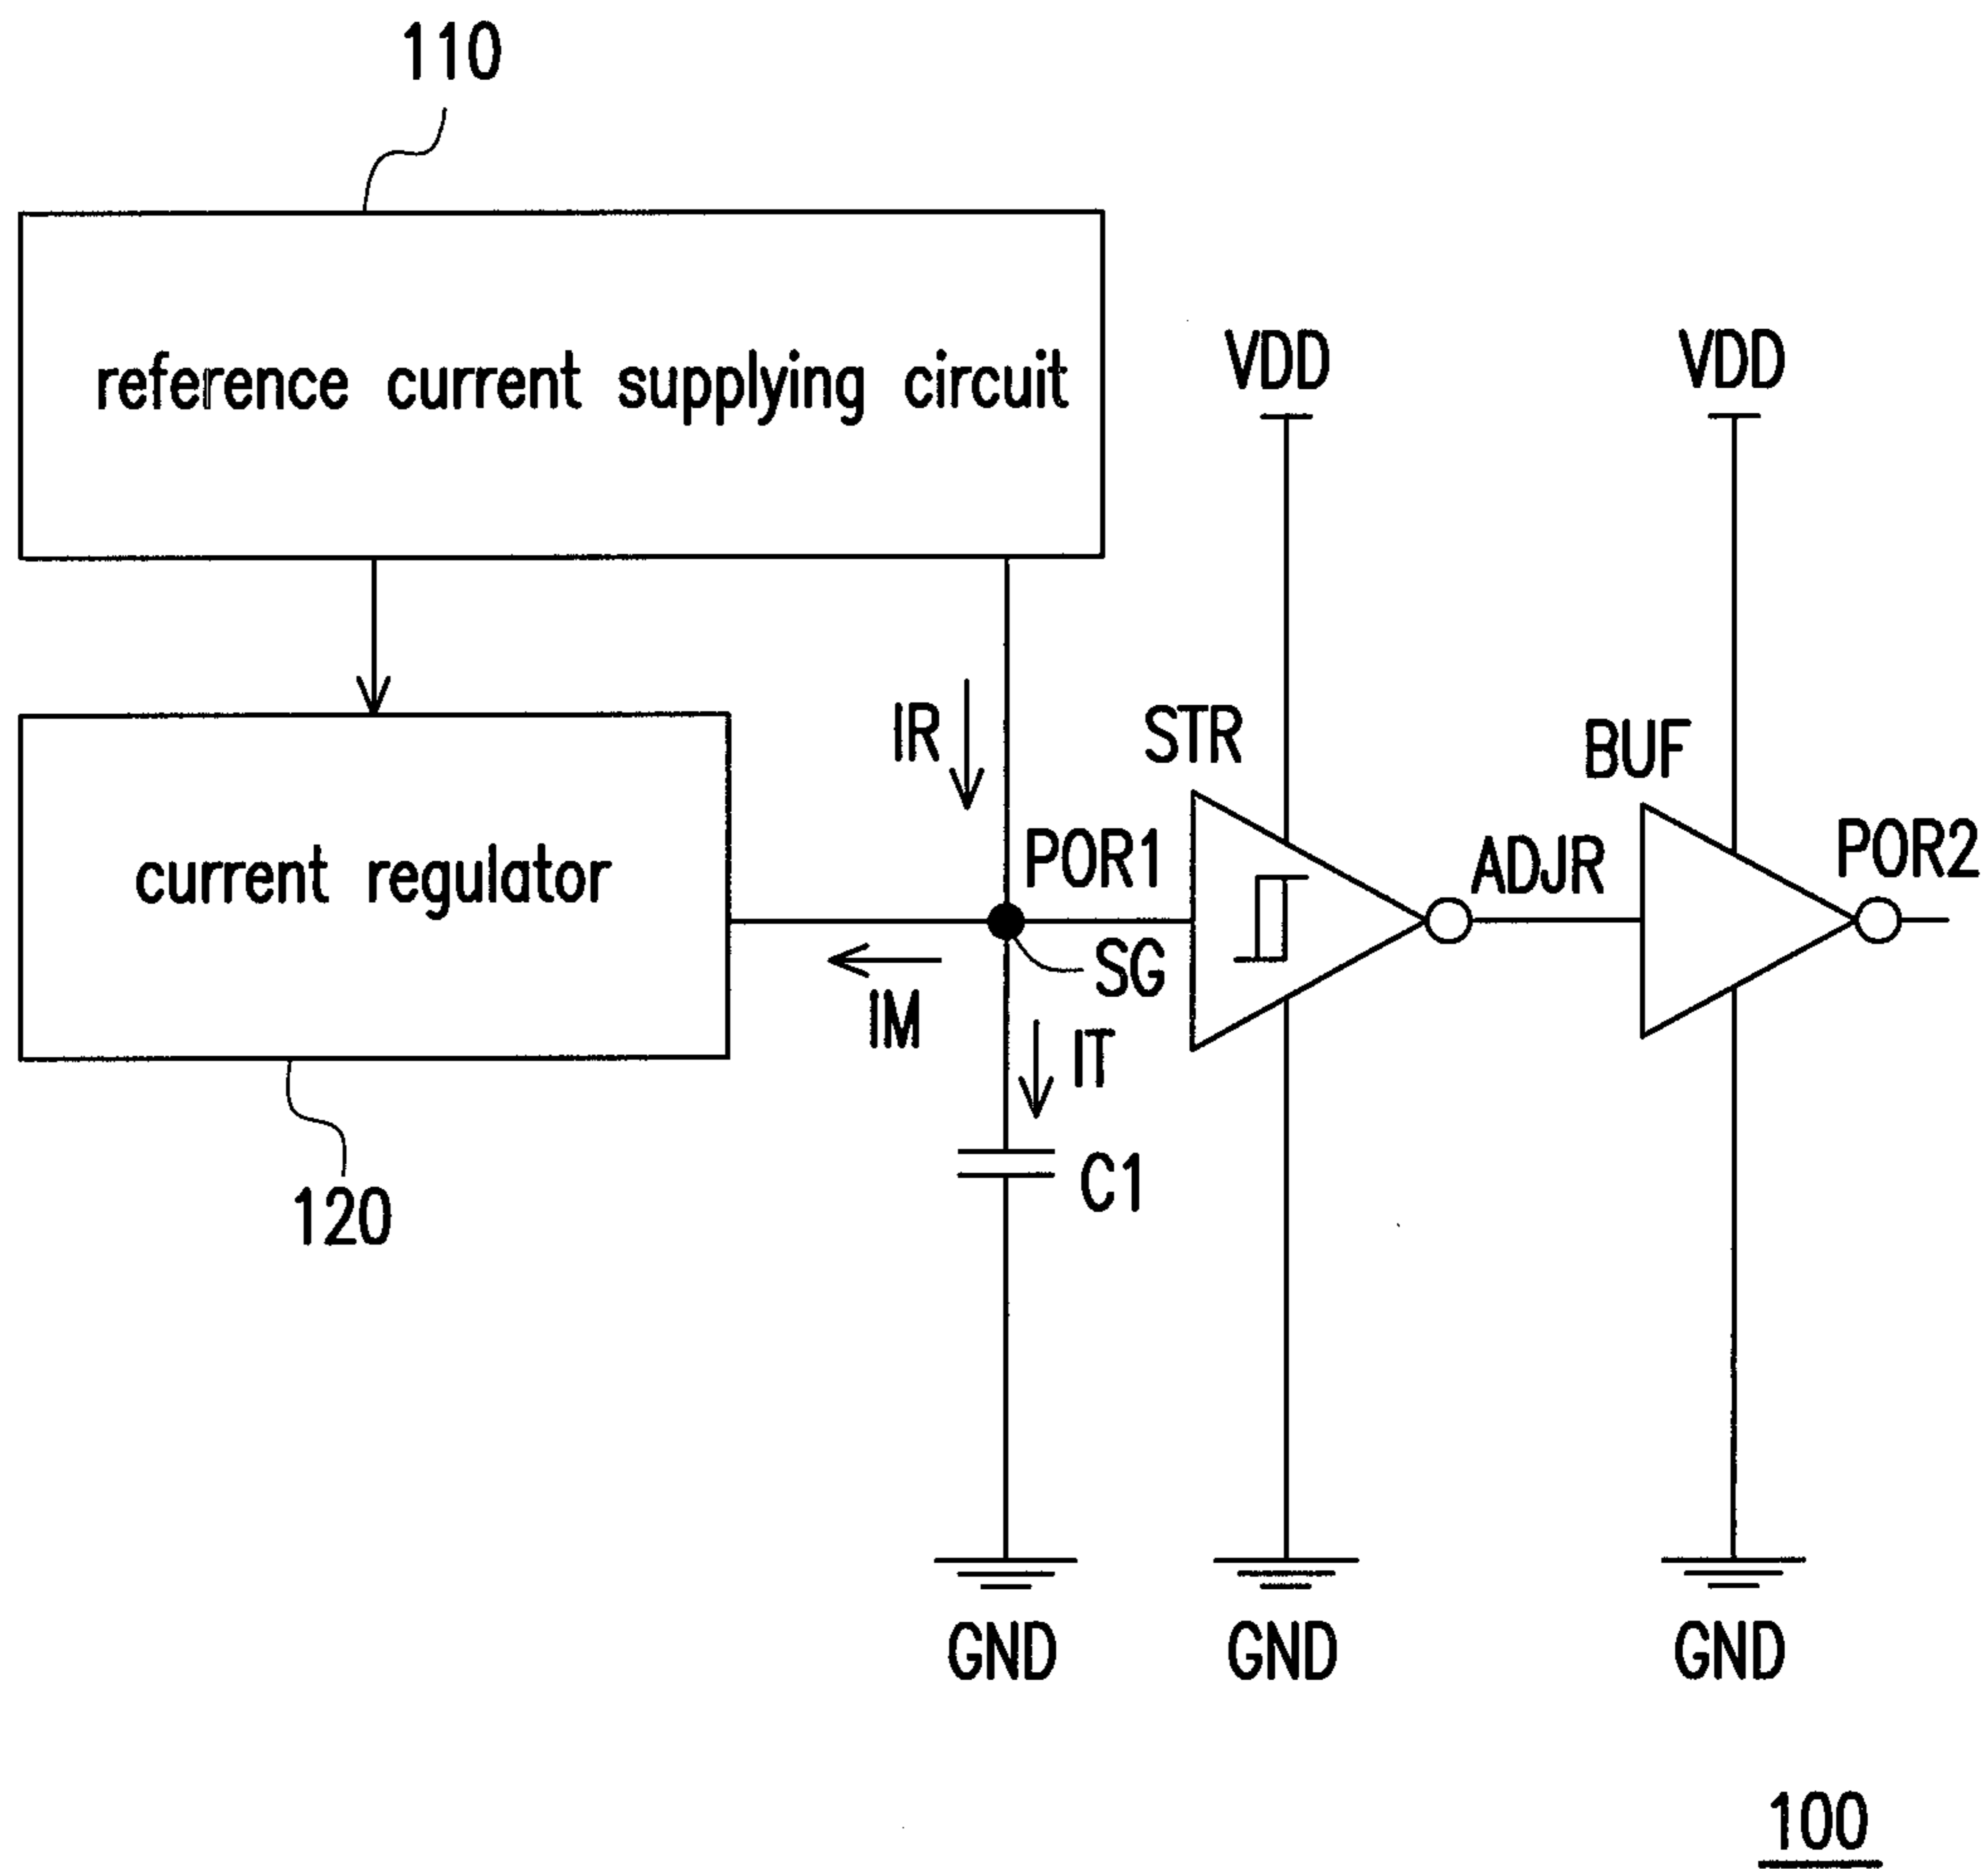 110
reference current supplying circuit
VDD
VDD
IR
STR
BUF
current regulator
POR1
ADJR
POR2
SG
IM
IT
C1
120
GND
GND
GND
100